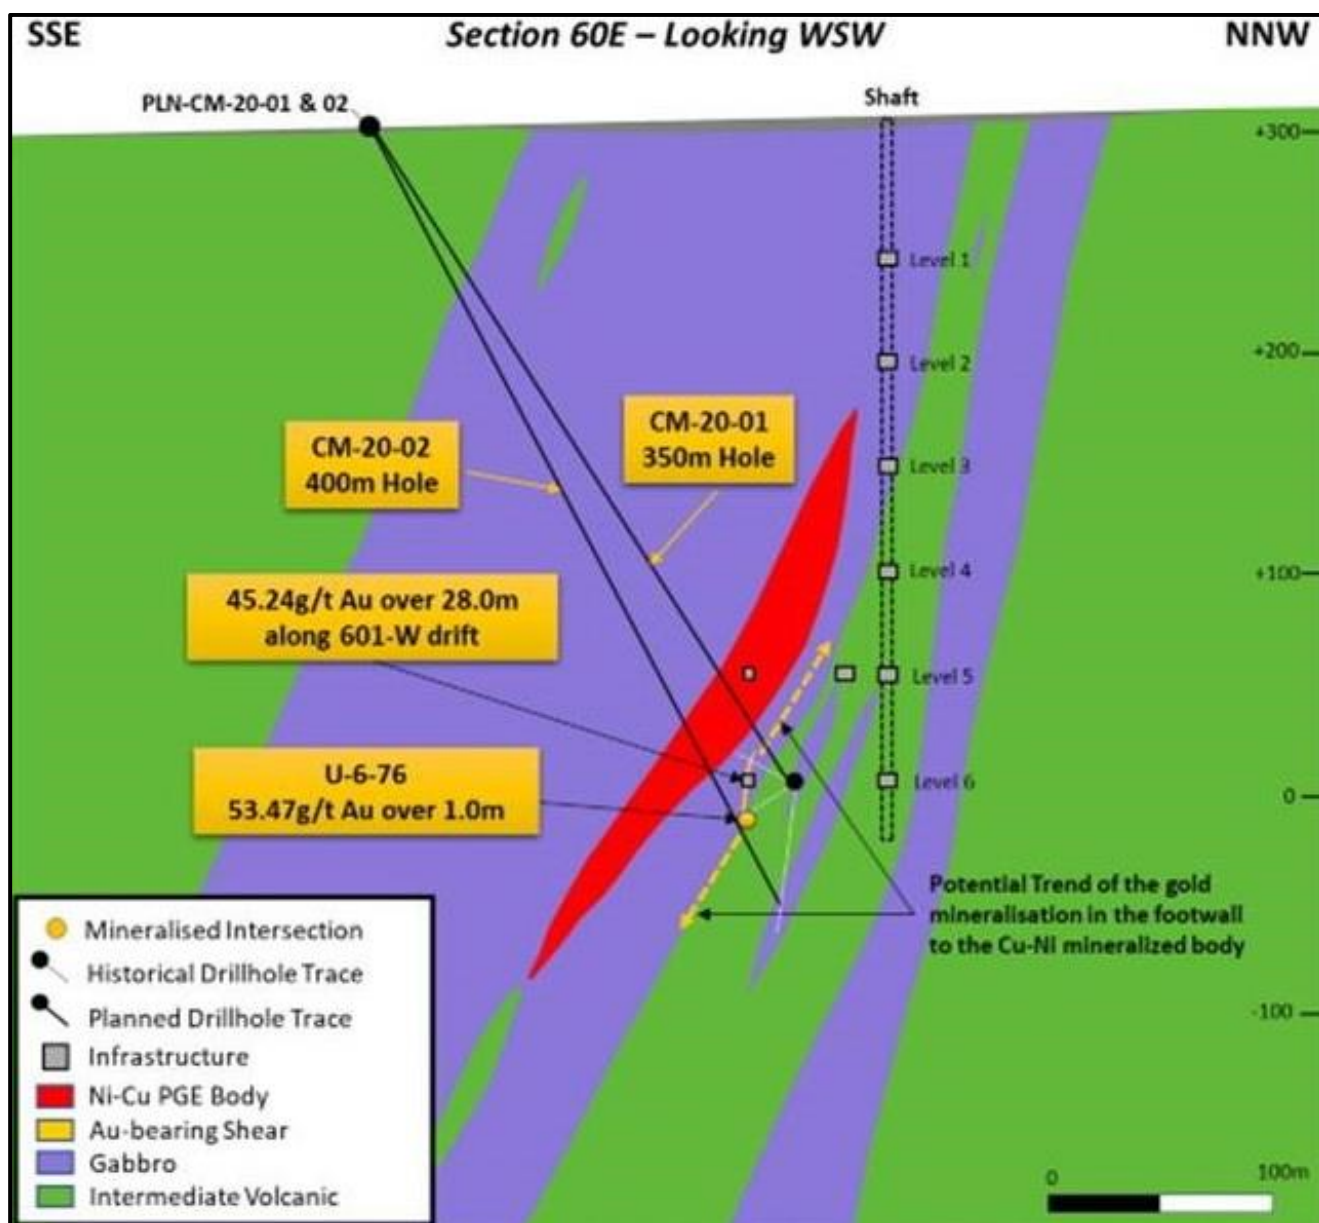 SSE
Section 60E – Looking WSW
NNW
PLN-CM-20-01 & 02
Shaft
+300
Level 1
+200
Level 2
CM-20-01
350m Hole
CM-20-02
400m Hole
Level 3
Level 4
+100
45.24g/t Au over 28.0m
along 601-W drift
Level 5
U-6-76
53.47g/t Au over 1.0m
Level 6
0
Potential Trend of the gold
mineralisation in the footwall
to the Cu-Ni mineralized body
-100
Mineralised Intersection
Historical Drillhole Trace
Planned Drillhole Trace
Infrastructure
Ni-Cu PGE Body
Au-bearing Shear
Gabbro
Intermediate Volcanic
0
100m